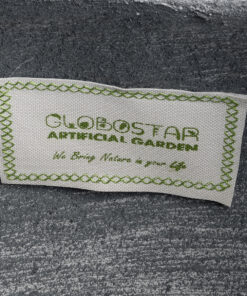 GLOBOSTAR
ARTIFICIAL GARDEN
We Bring Nature in your life